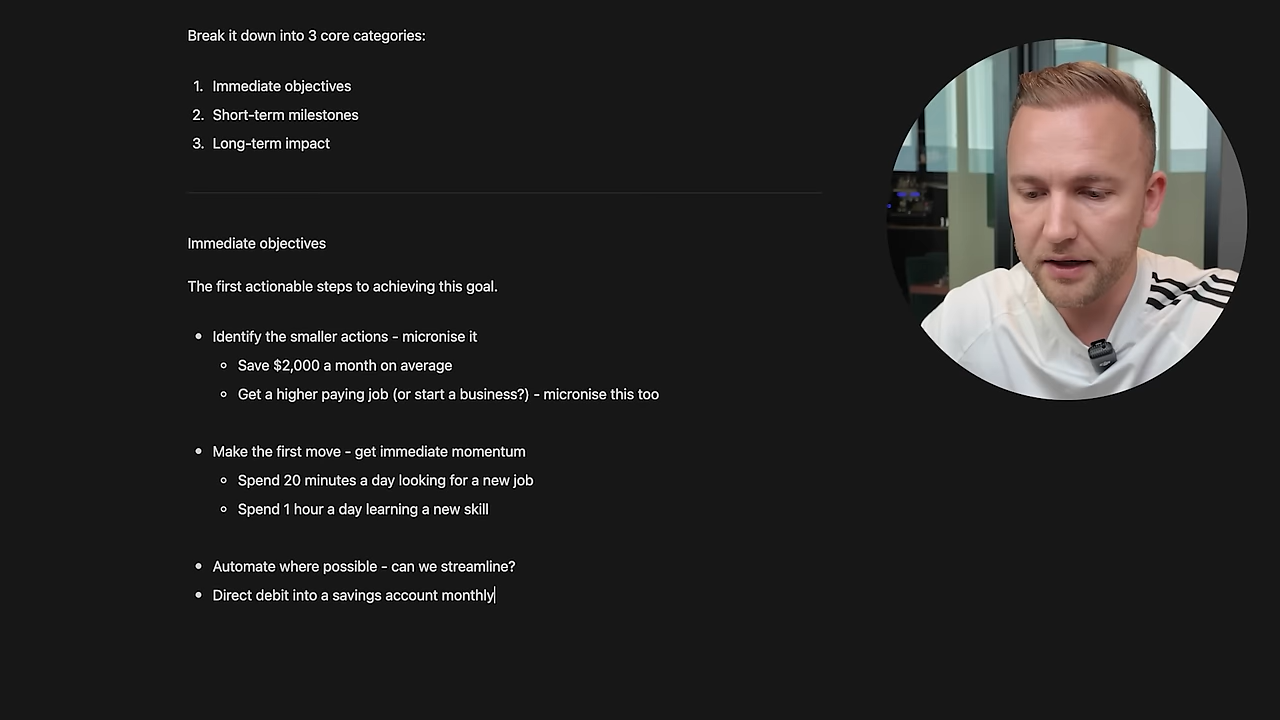 Break it down into 3 core categories:
1. Immediate objectives
2. Short-term milestones
3. Long-term impact
Immediate objectives
The first actionable steps to achieving this goal.
• Identify the smaller actions - micronise it
◦ Save $2,000 a month on average
◦ Get a higher paying job (or start a business?) - micronise this too
• Make the first move - get immediate momentum
◦ Spend 20 minutes a day looking for a new job
◦ Spend 1 hour a day learning a new skill
• Automate where possible - can we streamline?
• Direct debit into a savings account monthly